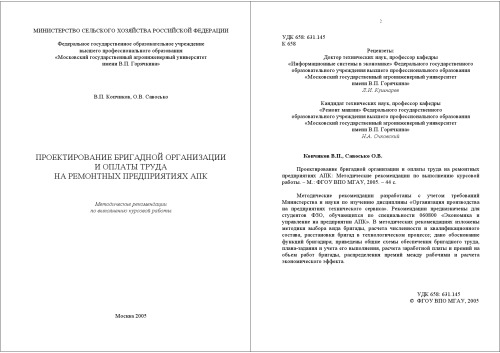 МИНИСТЕРСТВО СЕЛЬСКОГО ХОЗЯЙСТВА РОССИЙСКОЙ ФЕДЕРАЦИИ
Федеральное государственное образовательное учреждение
высшего профессионального образования
«Московский государственный агроинженерный университет
имени В.П. Горячкина»
В.П. Кончиков, О.В. Савосько
ПРОЕКТИРОВАНИЕ БРИГАДНОЙ ОРГАНИЗАЦИИ
И ОПЛАТЫ ТРУДА
НА РЕМОНТНЫХ ПРЕДПРИЯТИЯХ АПК
Методические рекомендации
по выполнению курсовой работы
Москва 2005
2
УДК 658: 631.145
К 658
Рецензенты:
Доктор технических наук, профессор кафедры
«Информационные системы в экономике» Федерального государственного
образовательного учреждения высшего профессионального образования
«Московский государственный агроинженерный университет
имени В.П. Горячкина»
Л.И. Кушнарев
Кандидат технических наук, профессор кафедры
«Ремонт машин» Федерального государственного
образовательного учреждения высшего профессионального образования
«Московский государственный агроинженерный университет
имени В.П. Горячкина»
Н.А. Очковский
Кончиков В.П., Савосько О.В.
Проектирование бригадной организации и оплаты труда на ремонтных
предприятиях АПК: Методические рекомендации по выполнению курсовой
работы. – М.: ФГОУ ВПО МГАУ, 2005. – 44 с.
Методические рекомендации разработаны с учетом требований
Министерства и науки по изучению дисциплины «Организация производства
на предприятиях технического сервиса». Рекомендации предназначены для
студентов ФЗО, обучающихся по специальности 060800 «Экономика и
управление на предприятии АПК». В методических рекомендациях изложены
методика выбора вида бригады, расчета численности и квалификационного
состава, расстановки бригад в технологическом процессе; дано обоснование
функций бригадира, приведены общие схемы обеспечения бригадного труда,
плана-задания и учета его выполнения, расчета заработной платы и премий на
объем работ бригады, распределения премий между рабочими и расчета
экономического эффекта.
УДК 658: 631.145
© ФГОУ ВПО МГАУ, 2005